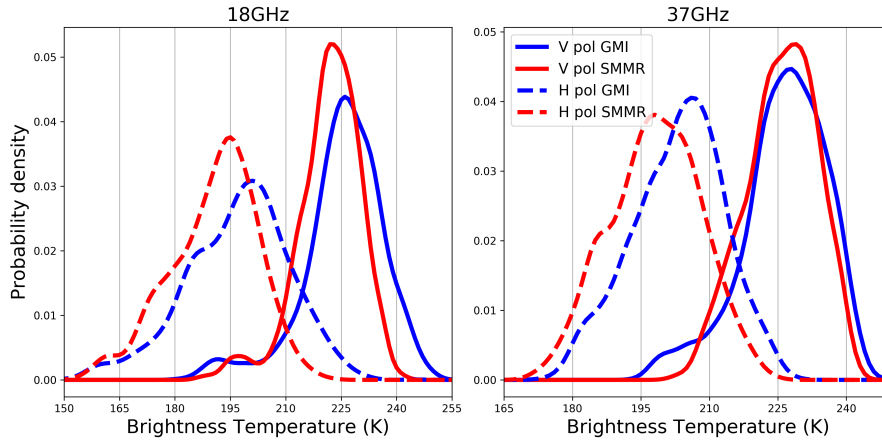 18GHz
37GHz
Probability density
0.05
0.04
0.03
0.02
0.01
0.00
150 165 180 195 210 225 240 255
Brightness Temperature (K)
0.05
0.04
0.03
0.02
0.01
0.00
V pol GMI
V pol SMMR
H pol GMI
H pol SMMR
165 180 195 210 225 240
Brightness Temperature (K)